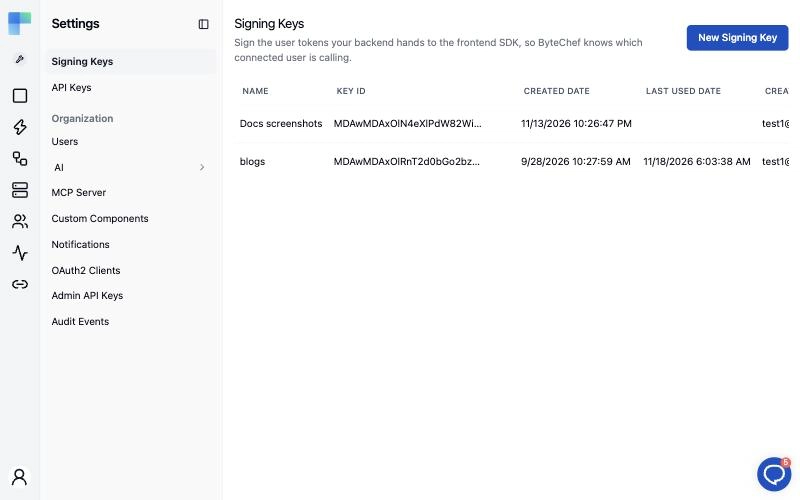 Settings
Signing Keys
API Keys
Organization
Users
AI
MCP Server
Custom Components
Notifications
OAuth2 Clients
Admin API Keys
Audit Events
Signing Keys
Sign the user tokens your backend hands to the frontend SDK, so ByteChef knows which
connected user is calling.
New Signing Key
NAME KEY ID CREATED DATE LAST USED DATE CREA
Docs screenshots MDAwMDAxOlN4eXlPdW82Wi... 11/13/2026 10:26:47 PM test1@
blogs MDAwMDAxOlRnT2d0bGo2bz... 9/28/2026 10:27:59 AM 11/18/2026 6:03:38 AM test1@
5